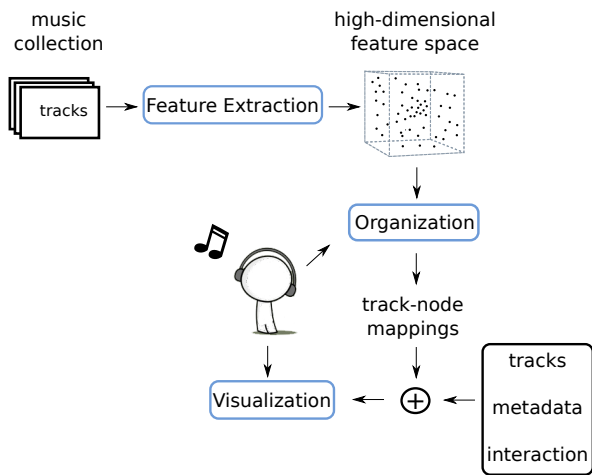 music
collection
high-dimensional
feature space
tracks
Feature Extraction
Organization
track-node
mappings
Visualization
tracks
metadata
interaction